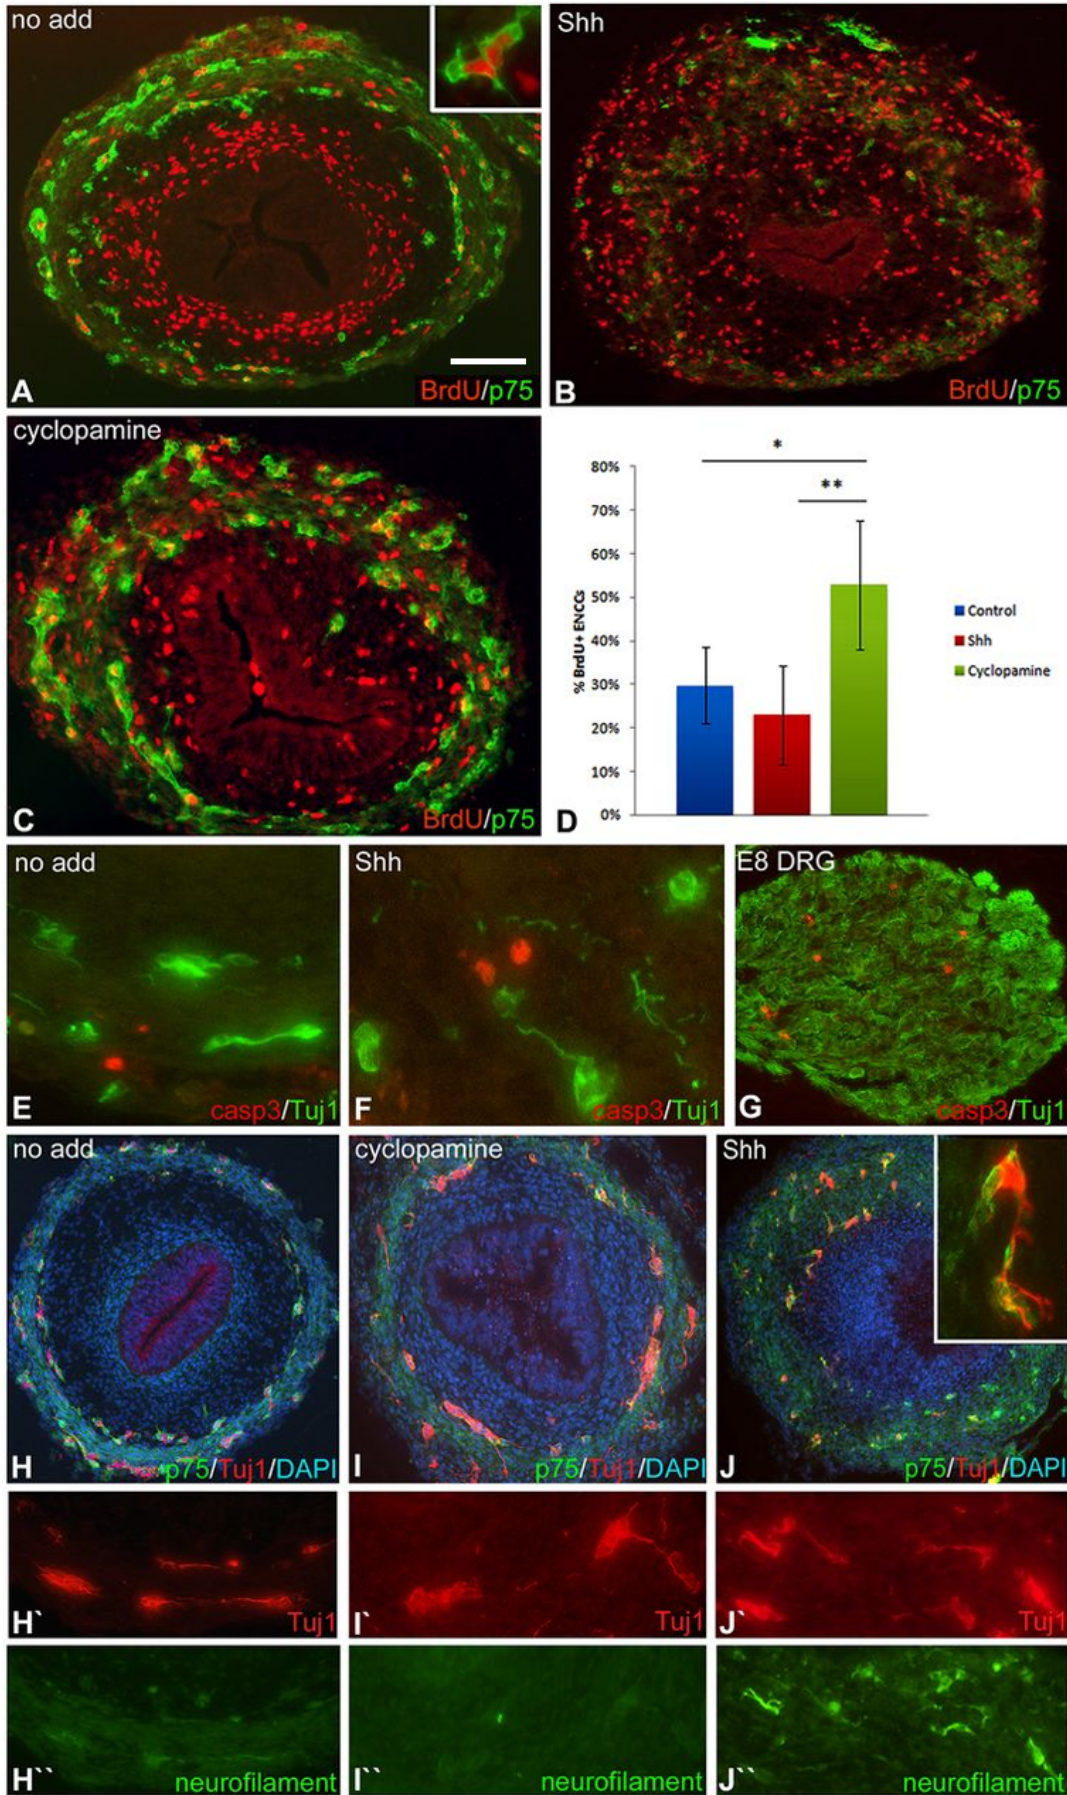 no add
A
BrdU/p75
Shh
B
BrdU/p75
cyclopamine
C
BrdU/p75
*
**
80%
70%
60%
50%
40%
30%
20%
10%
0%
% BrdU+ ENCCs
Control
Shh
Cyclopamine
D
no add
E
casp3/Tuj1
Shh
F
casp3/Tuj1
E8 DRG
G
casp3/Tuj1
no add
H
p75/Tuj1/DAPI
cyclopamine
I
p75/Tuj1/DAPI
Shh
J
p75/Tuj1/DAPI
H`
Tuj1
I`
Tuj1
J`
Tuj1
H``
neurofilament
I``
neurofilament
J``
neurofilament